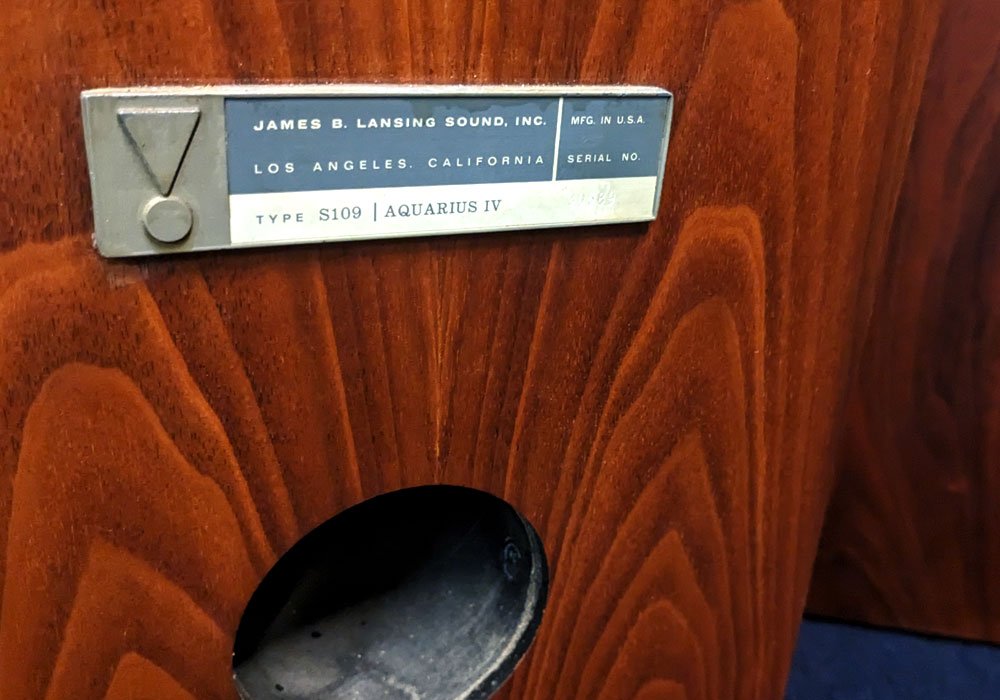 JAMES B. LANSING SOUND, INC.
LOS ANGELES. CALIFORNIA
MFG. IN U.S.A.
SERIAL NO.
TYPE S109 | AQUARIUS IV